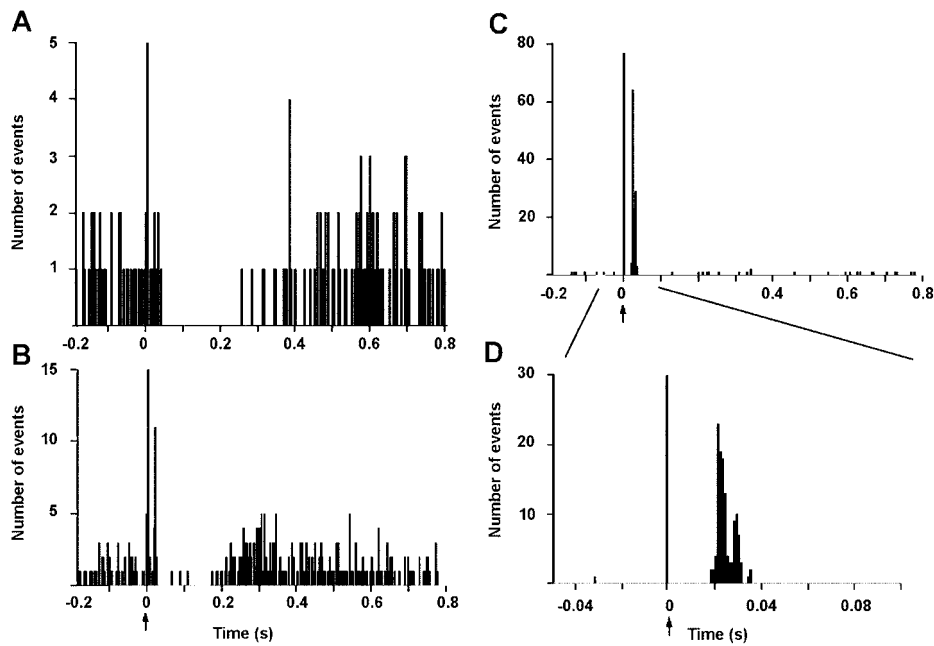 A
Number of events
5
4
3
2
1
-0.2 0 0.4 0.6 0.8
B
Number of events
15
10
5
-0.2 0 0.2 0.4 0.6 0.8
Time (s)
C
Number of events
80
60
40
20
-0.2 0 0.4 0.8
D
Number of events
30
20
10
-0.04 0 0.04 0.08
Time (s)